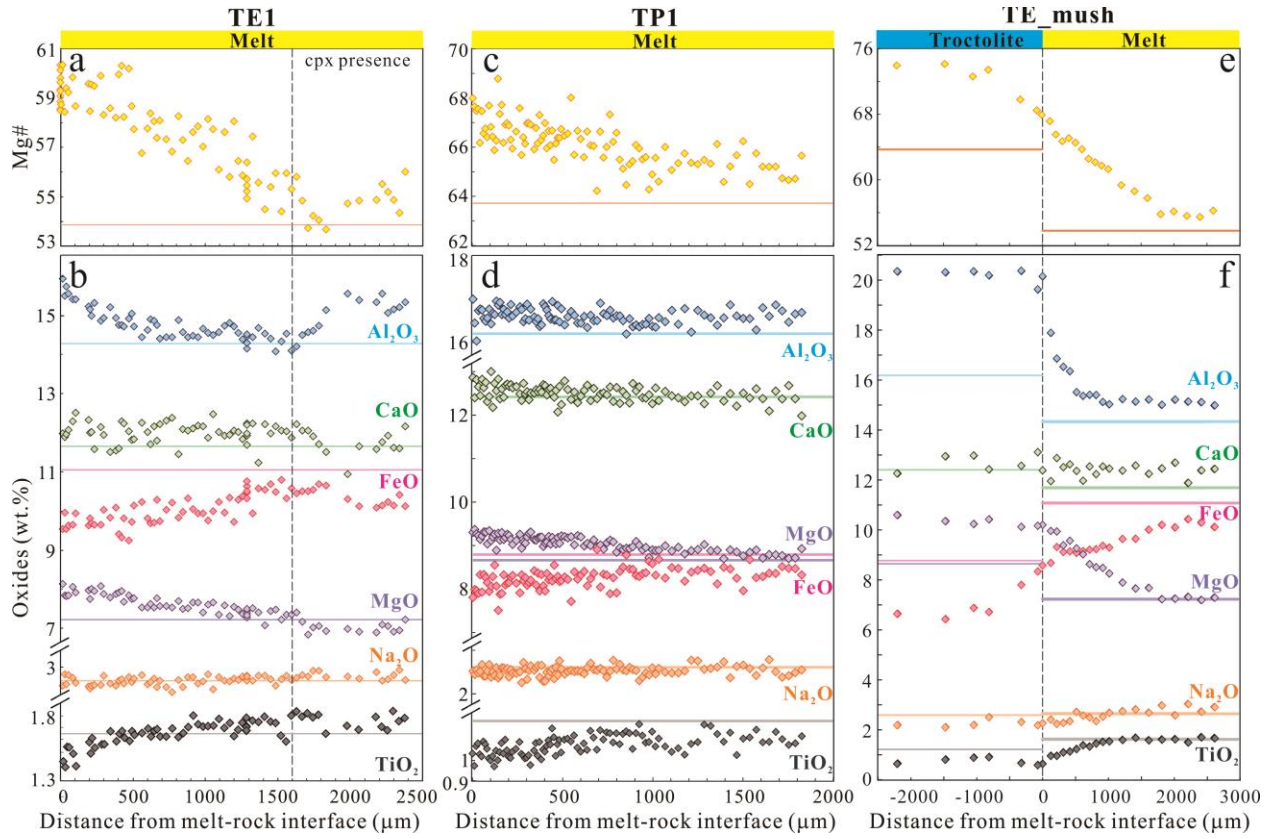 TE1 TP1 TE_mush
Melt Melt Troctolite Melt
a cpx presence c e
61 59 57 55 53
70 68 66 64 62
76 68 60 52
Mg#
b d f
15 13 11 9 7 3 1.8 1.3
18 16 12 10 8 2 1 0.9
20 18 16 14 12 10 8 6 4 2 0
Al₂O₃ Al₂O₃ Al₂O₃
CaO CaO CaO
FeO MgO FeO
MgO FeO MgO
Na₂O Na₂O Na₂O
TiO₂ TiO₂ TiO₂
Oxides (wt.%)
0 500 1000 1500 2000 2500
0 500 1000 1500 2000
-2000 -1000 0 1000 2000 3000
Distance from melt-rock interface (μm) Distance from melt-rock interface (μm) Distance from melt-rock interface (μm)